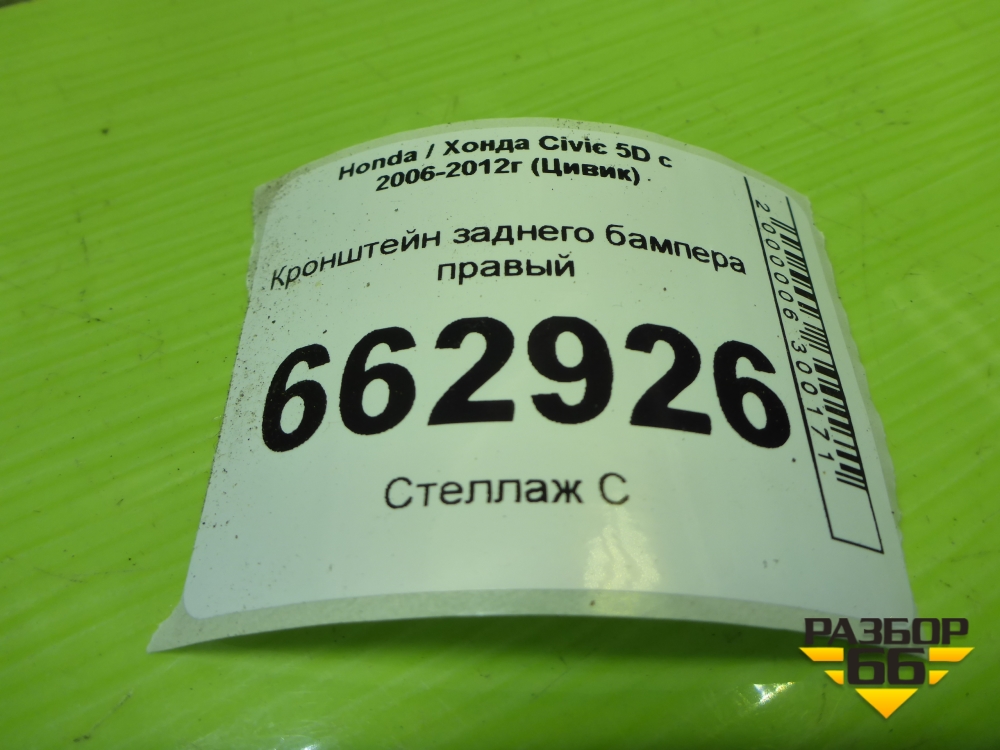 Honda / Хонда Civic 5D с
2006-2012г (Цивик)
Кронштейн заднего бампера
правый
662926
Стеллаж С
2000006300171
РАЗБОР
66